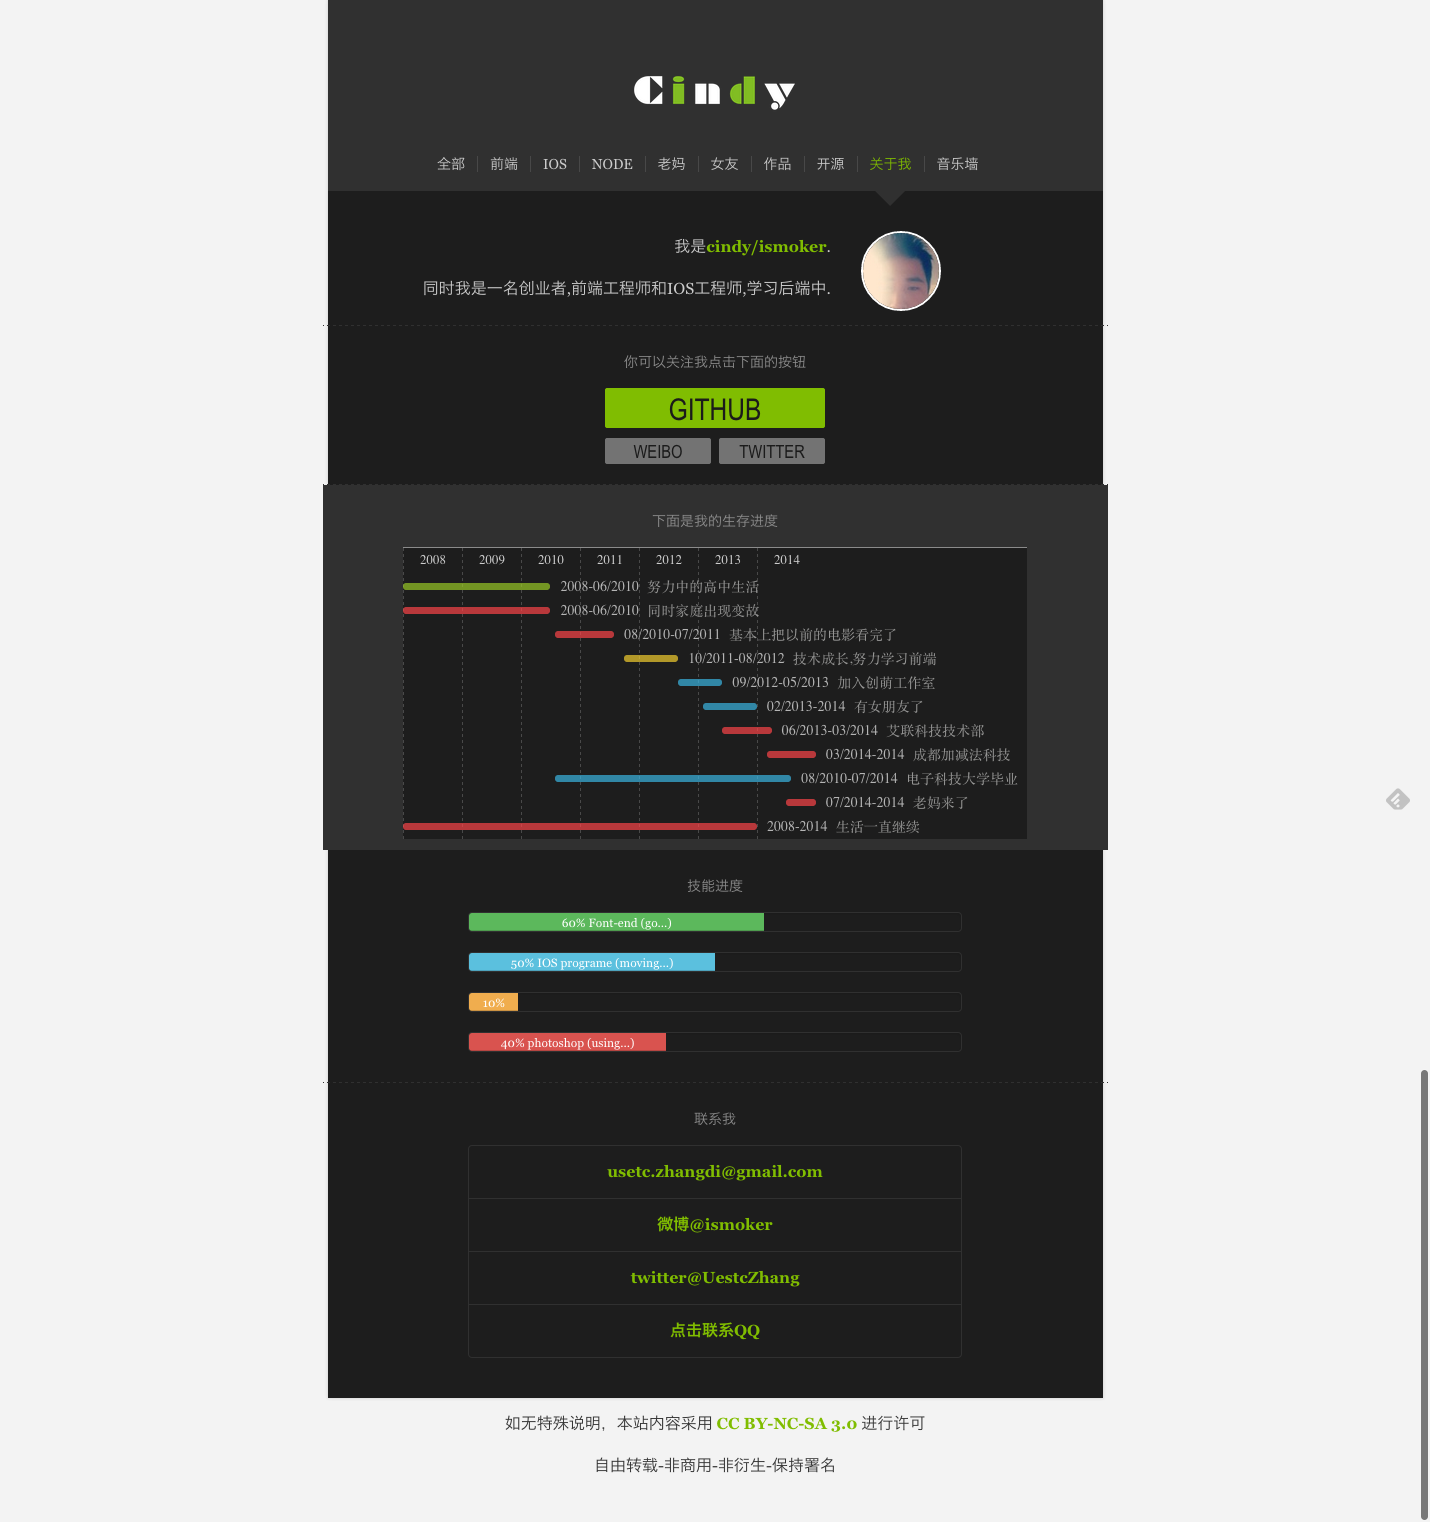 Cindy
全部 前端 IOS NODE 老妈 女友 作品 开源 关于我 音乐墙
我是cindy/ismoker.
同时我是一名创业者,前端工程师和IOS工程师,学习后端中.
你可以关注我点击下面的按钮
GITHUB
WEIBO TWITTER
下面是我的生存进度
2008 2009 2010 2011 2012 2013 2014
2008-06/2010 努力中的高中生活
2008-06/2010 同时家庭出现变故
08/2010-07/2011 基本上把以前的电影看完了
10/2011-08/2012 技术成长,努力学习前端
09/2012-05/2013 加入创萌工作室
02/2013-2014 有女朋友了
06/2013-03/2014 艾联科技技术部
03/2014-2014 成都加减法科技
08/2010-07/2014 电子科技大学毕业
07/2014-2014 老妈来了
2008-2014 生活一直继续
技能进度
60% Font-end (go...)
50% IOS programe (moving...)
10%
40% photoshop (using...)
联系我
usetc.zhangdi@gmail.com
微博@ismoker
twitter@UestcZhang
点击联系QQ
如无特殊说明，本站内容采用 CC BY-NC-SA 3.0 进行许可
自由转载-非商用-非衍生-保持署名